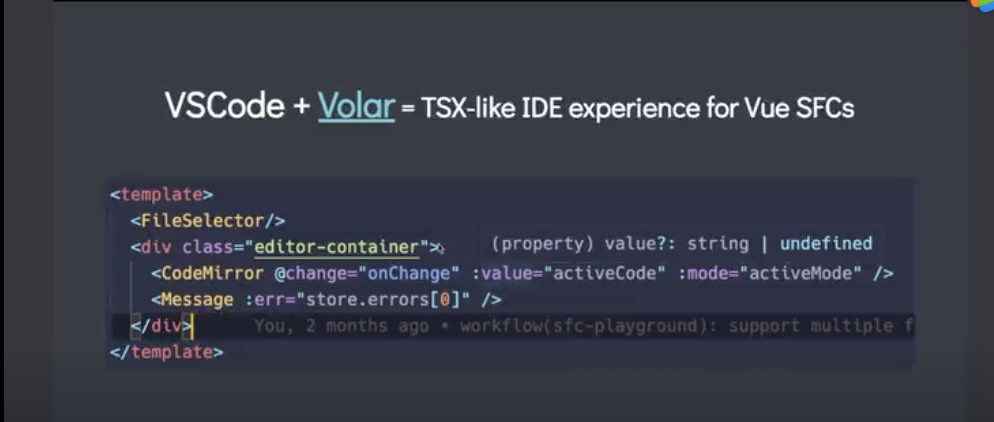 VSCode + Volar = TSX-like IDE experience for Vue SFCs
<template>
<FileSelector/>
<div class="editor-container">
(property) value?: string | undefined
<CodeMirror @change="onChange" :value="activeCode" :mode="activeMode" />
<Message :err="store.errors[0]" />
</div>
You, 2 months ago • workflow(sfc-playground): support multiple f
</template>